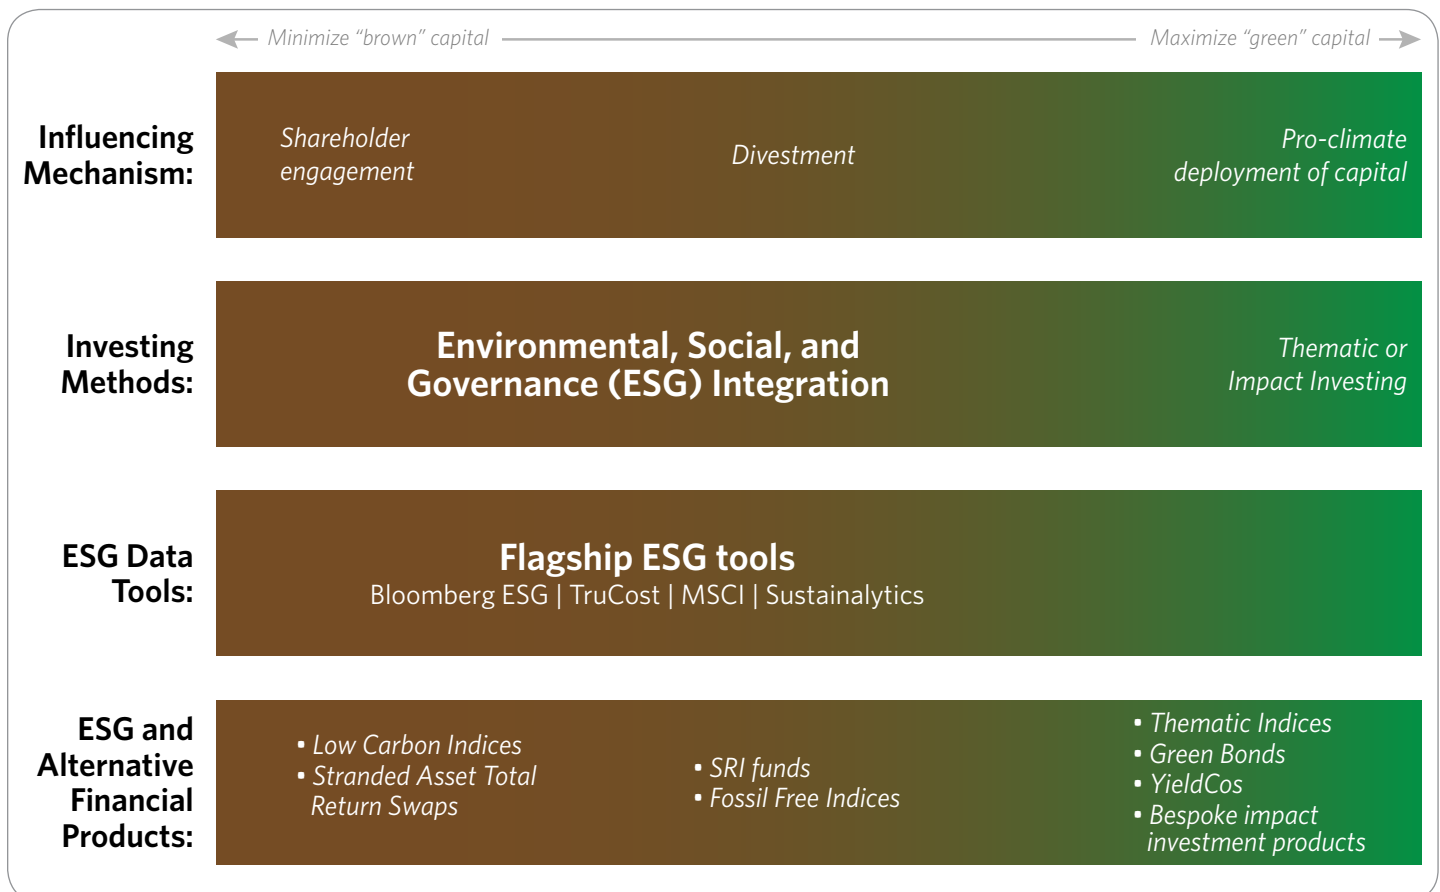 Minimize “brown” capital
Maximize “green” capital
Influencing
Mechanism:
Shareholder
engagement
Divestment
Pro-climate
deployment of capital
Investing
Methods:
Environmental, Social, and
Governance (ESG) Integration
Thematic or
Impact Investing
ESG Data
Tools:
Flagship ESG tools
Bloomberg ESG | TruCost | MSCI | Sustainalytics
ESG and
Alternative
Financial
Products:
• Low Carbon Indices
• Stranded Asset Total
Return Swaps
• SRI funds
• Fossil Free Indices
• Thematic Indices
• Green Bonds
• YieldCos
• Bespoke impact
investment products